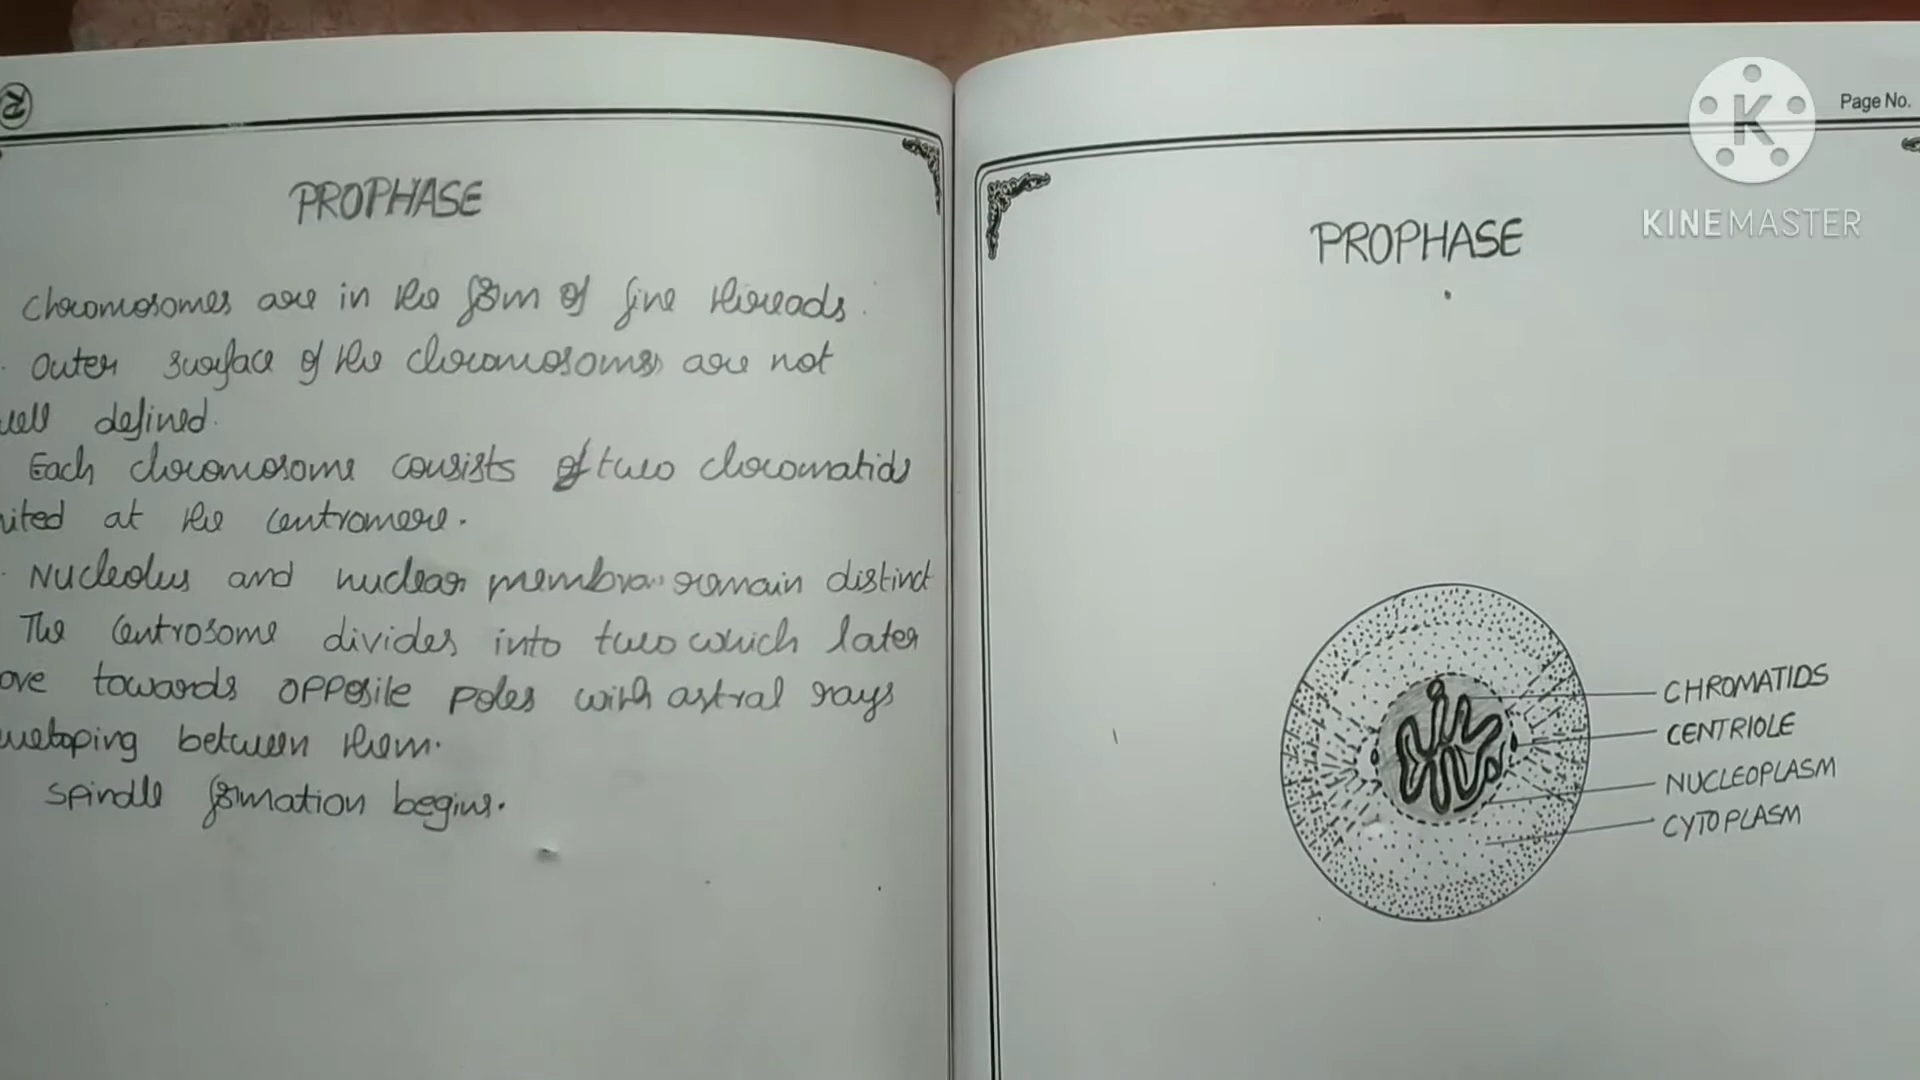 PROPHASE
Chromosomes are in the form of fine threads.
Outer surface of the chromosomes are not
well defined.
Each chromosome consists of two chromatids
united at the centromere.
Nucleolus and nuclear membran remain distinct
The centrosome divides into two which later
move towards opposite poles with astral rays
developing between them.
Spindle formation begins.
Page No.
K
KINEMASTER
PROPHASE
CHROMATIDS
CENTRIOLE
NUCLEOPLASM
CYTOPLASM